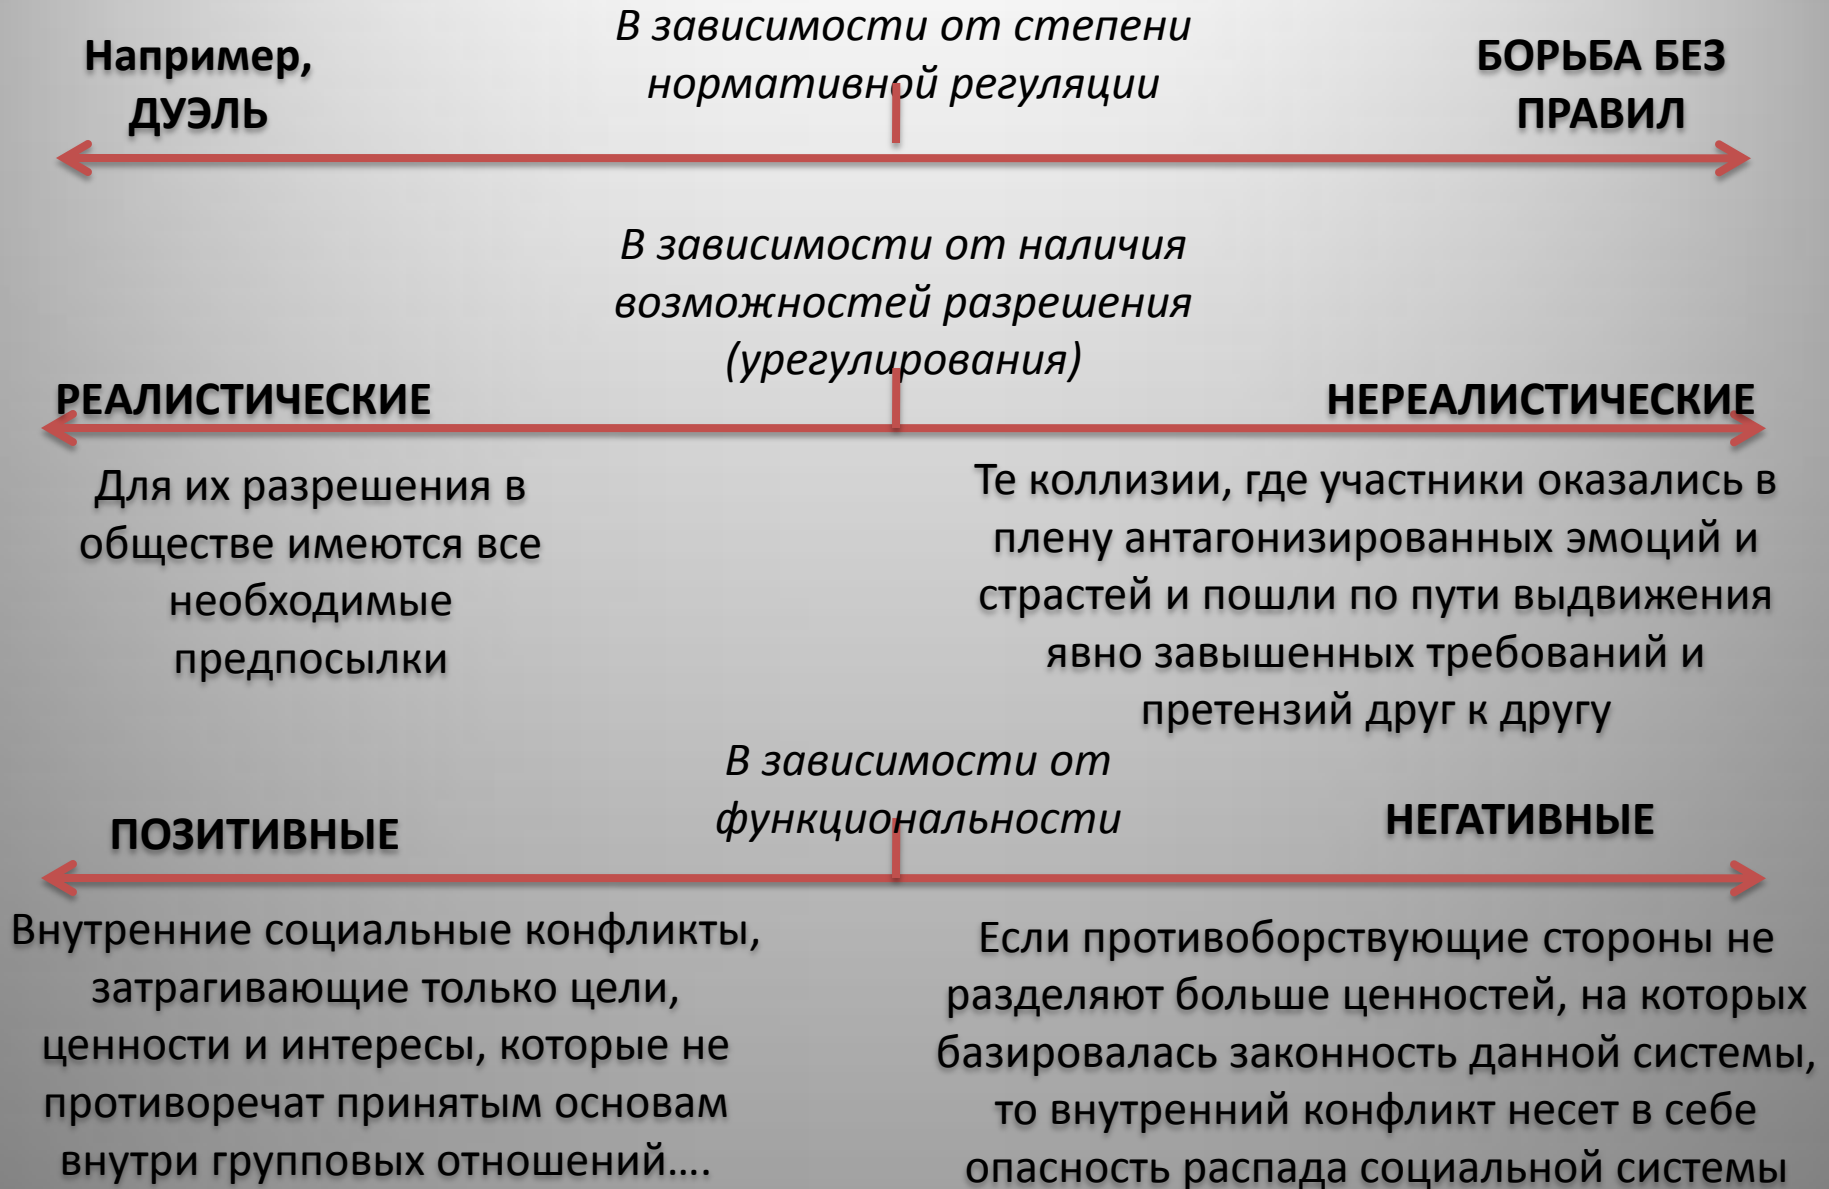 Например,
ДУЭЛЬ
В зависимости от степени
нормативной регуляции
БОРЬБА БЕЗ
ПРАВИЛ
В зависимости от наличия
возможностей разрешения
(урегулирования)
РЕАЛИСТИЧЕСКИЕ
НЕРЕАЛИСТИЧЕСКИЕ
Для их разрешения в
обществе имеются все
необходимые
предпосылки
Те коллизии, где участники оказались в
плену антагонизированных эмоций и
страстей и пошли по пути выдвижения
явно завышенных требований и
претензий друг к другу
В зависимости от
функциональности
ПОЗИТИВНЫЕ
НЕГАТИВНЫЕ
Внутренние социальные конфликты,
затрагивающие только цели,
ценности и интересы, которые не
противоречат принятым основам
внутри групповых отношений….
Если противоборствующие стороны не
разделяют больше ценностей, на которых
базировалась законность данной системы,
то внутренний конфликт несет в себе
опасность распада социальной системы